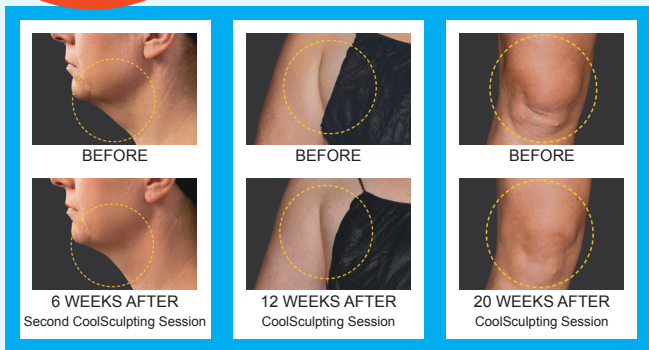 BEFORE
BEFORE
BEFORE
6 WEEKS AFTER
Second CoolSculpting Session
12 WEEKS AFTER
CoolSculpting Session
20 WEEKS AFTER
CoolSculpting Session